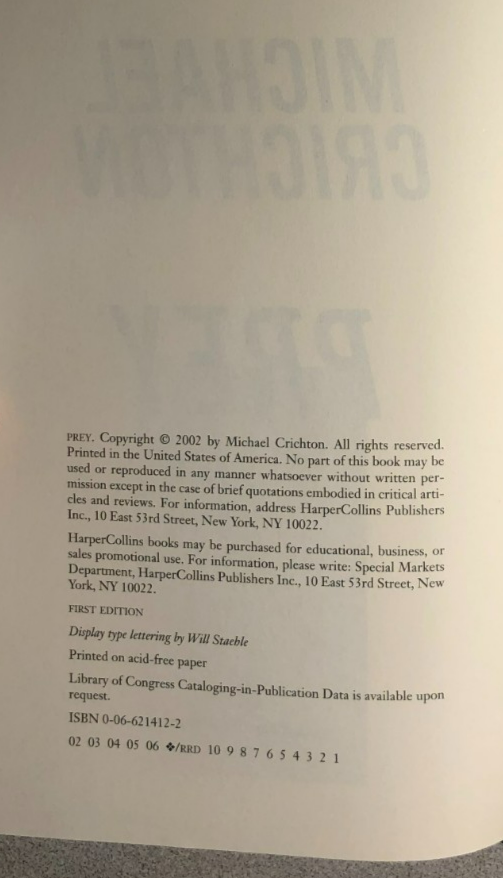 MICHAEL
CRICHTON
PREY
PREY. Copyright © 2002 by Michael Crichton. All rights reserved.
Printed in the United States of America. No part of this book may be
used or reproduced in any manner whatsoever without written per-
mission except in the case of brief quotations embodied in critical arti-
cles and reviews. For information, address HarperCollins Publishers
Inc., 10 East 53rd Street, New York, NY 10022.
HarperCollins books may be purchased for educational, business, or
sales promotional use. For information, please write: Special Markets
Department, HarperCollins Publishers Inc., 10 East 53rd Street, New
York, NY 10022.
FIRST EDITION
Display type lettering by Will Staehle
Printed on acid-free paper
Library of Congress Cataloging-in-Publication Data is available upon
request.
ISBN 0-06-621412-2
02 03 04 05 06 ❖/RRD 10 9 8 7 6 5 4 3 2 1